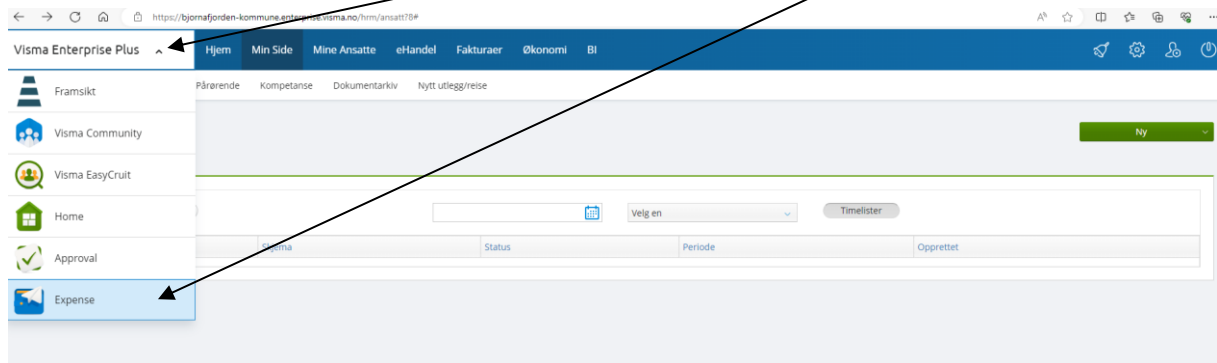 https://bjornafjorden-kommune.enterprise.visma.no/hrm/ansatt?8#
Visma Enterprise Plus
Hjem Min Side Mine Ansatte eHandel Fakturaer Økonomi BI
Framsikt
Pårørende Kompetanse Dokumentarkiv Nytt utlegg/reise
Visma Community
Ny
Visma EasyCruit
Home
Velg en
Timelister
Skjema Status Periode Opprettet
Approval
Expense